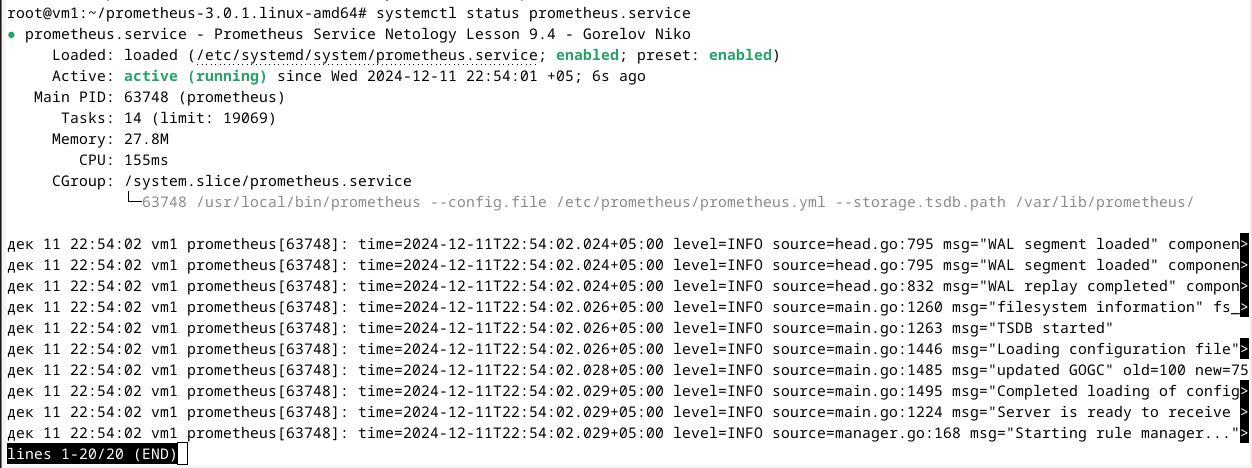 root@vm1:~/prometheus-3.0.1.linux-amd64# systemctl status prometheus.service
● prometheus.service - Prometheus Service Netology Lesson 9.4 - Gorelov Niko
Loaded: loaded (/etc/systemd/system/prometheus.service; enabled; preset: enabled)
Active: active (running) since Wed 2024-12-11 22:54:01 +05; 6s ago
Main PID: 63748 (prometheus)
Tasks: 14 (limit: 19069)
Memory: 27.8M
CPU: 155ms
CGroup: /system.slice/prometheus.service
└─63748 /usr/local/bin/prometheus --config.file /etc/prometheus/prometheus.yml --storage.tsdb.path /var/lib/prometheus/
дек 11 22:54:02 vm1 prometheus[63748]: time=2024-12-11T22:54:02.024+05:00 level=INFO source=head.go:795 msg="WAL segment loaded" componen>
дек 11 22:54:02 vm1 prometheus[63748]: time=2024-12-11T22:54:02.024+05:00 level=INFO source=head.go:795 msg="WAL segment loaded" componen>
дек 11 22:54:02 vm1 prometheus[63748]: time=2024-12-11T22:54:02.024+05:00 level=INFO source=head.go:832 msg="WAL replay completed" compon>
дек 11 22:54:02 vm1 prometheus[63748]: time=2024-12-11T22:54:02.026+05:00 level=INFO source=main.go:1260 msg="filesystem information" fs_>
дек 11 22:54:02 vm1 prometheus[63748]: time=2024-12-11T22:54:02.026+05:00 level=INFO source=main.go:1263 msg="TSDB started"
дек 11 22:54:02 vm1 prometheus[63748]: time=2024-12-11T22:54:02.026+05:00 level=INFO source=main.go:1446 msg="Loading configuration file">
дек 11 22:54:02 vm1 prometheus[63748]: time=2024-12-11T22:54:02.028+05:00 level=INFO source=main.go:1485 msg="updated GOGC" old=100 new=75
дек 11 22:54:02 vm1 prometheus[63748]: time=2024-12-11T22:54:02.029+05:00 level=INFO source=main.go:1495 msg="Completed loading of config>
дек 11 22:54:02 vm1 prometheus[63748]: time=2024-12-11T22:54:02.029+05:00 level=INFO source=main.go:1224 msg="Server is ready to receive >
дек 11 22:54:02 vm1 prometheus[63748]: time=2024-12-11T22:54:02.029+05:00 level=INFO source=manager.go:168 msg="Starting rule manager...">
lines 1-20/20 (END)